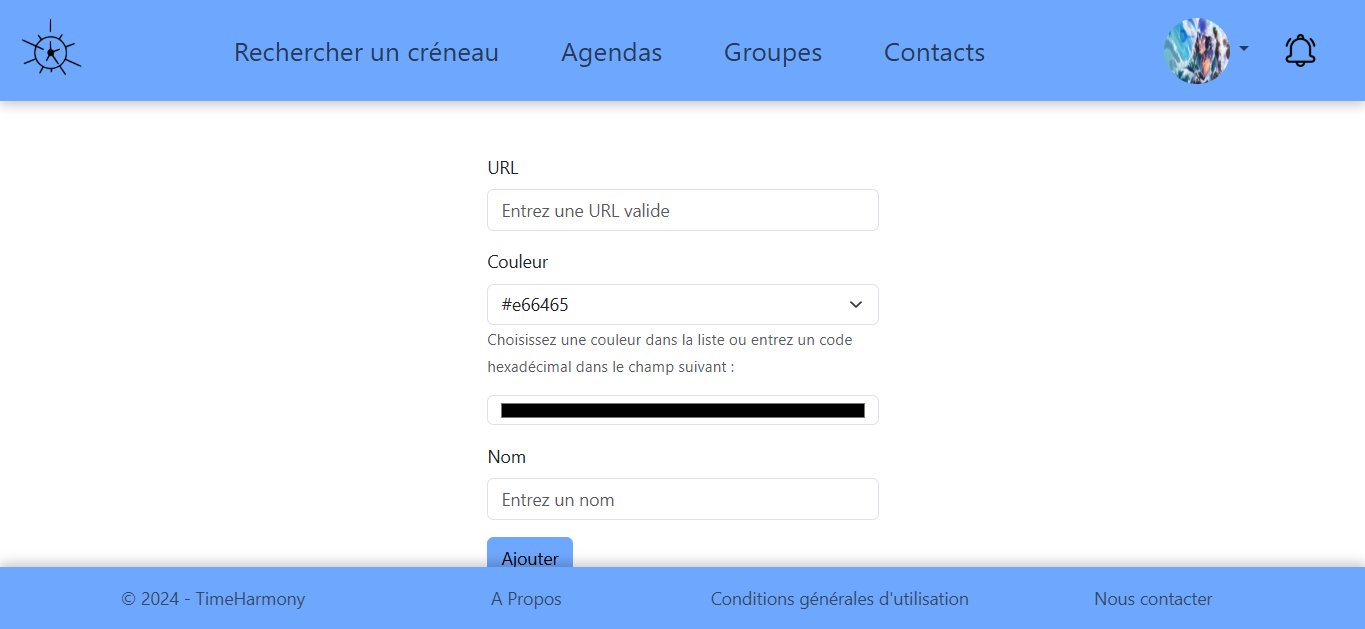 Rechercher un créneau Agendas Groupes Contacts
URL
Entrez une URL valide
Couleur
#e66465
Choisissez une couleur dans la liste ou entrez un code
hexadécimal dans le champ suivant :
Nom
Entrez un nom
Ajouter
© 2024 - TimeHarmony A Propos Conditions générales d'utilisation Nous contacter